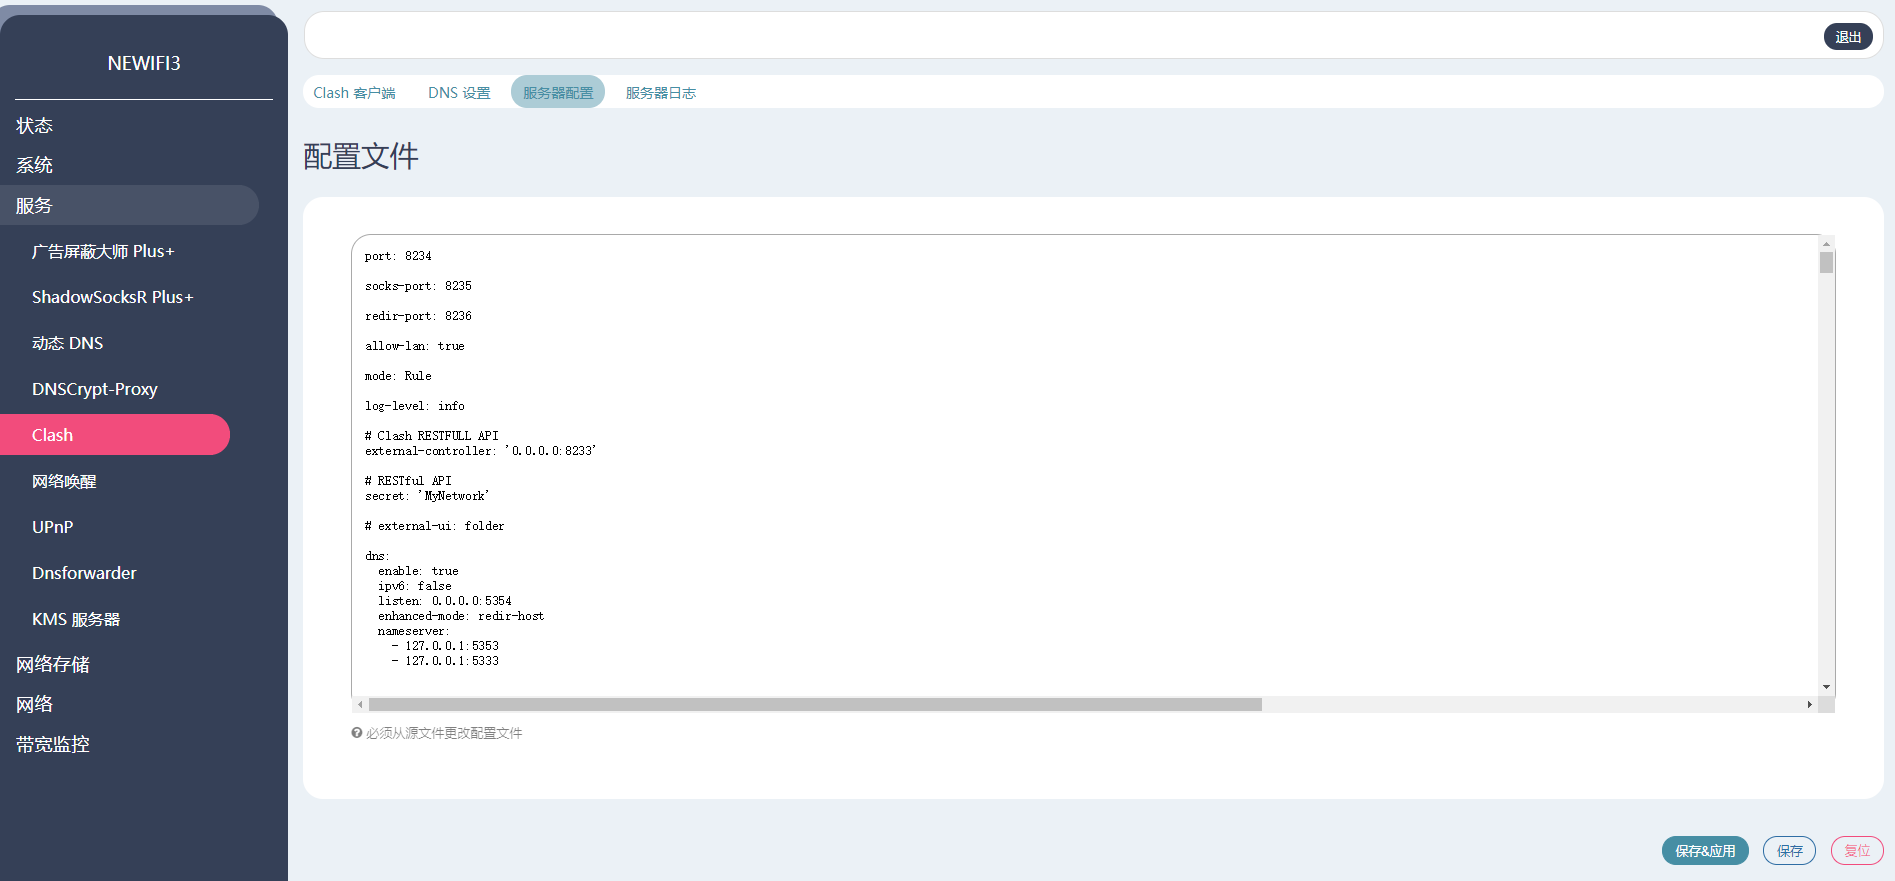 NEWIFI3
状态
系统
服务
广告屏蔽大师 Plus+
ShadowSocksR Plus+
动态 DNS
DNSCrypt-Proxy
Clash
网络唤醒
UPnP
Dnsforwarder
KMS 服务器
网络存储
网络
带宽监控
退出
Clash 客户端
DNS 设置
服务器配置
服务器日志
配置文件
port: 8234
socks-port: 8235
redir-port: 8236
allow-lan: true
mode: Rule
log-level: info
# Clash RESTFULL API
external-controller: '0.0.0.0:8233'
# RESTful API
secret: 'MyNetwork'
# external-ui: folder
dns:
  enable: true
  ipv6: false
  listen: 0.0.0.0:5354
  enhanced-mode: redir-host
  nameserver:
    - 127.0.0.1:5353
    - 127.0.0.1:5333
必须从源文件更改配置文件
保存&应用
保存
复位